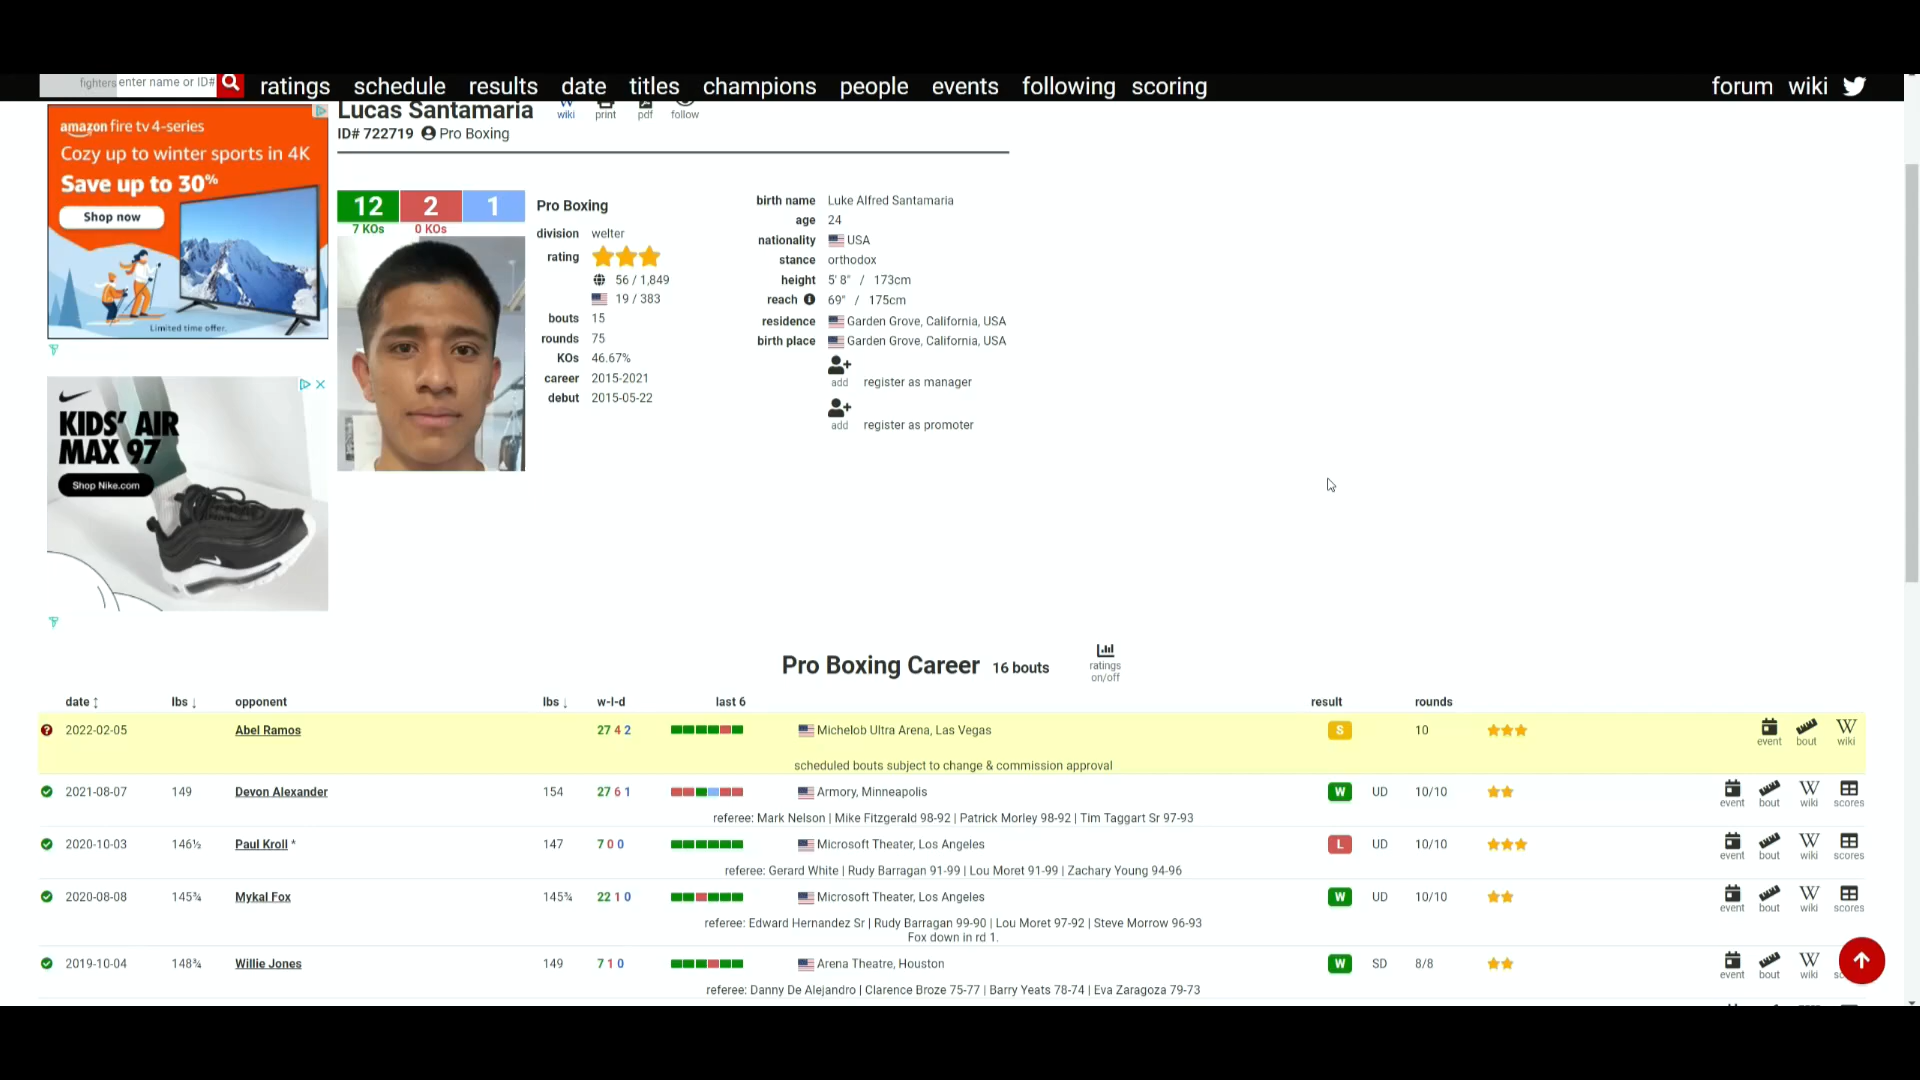 fighters enter name or ID# ratings schedule results date titles champions people events following scoring forum wiki
amazon fire tv 4-series
Cozy up to winter sports in 4K
Save up to 30%
Shop now
Limited time offer.
KIDS' AIR
MAX 97
Shop Nike.com
Lucas Santamaria
wiki print pdf follow
ID# 722719 Pro Boxing
12 2 1
7 KOs 0 KOs
Pro Boxing
division welter
rating
56 / 1,849
19 / 383
bouts 15
rounds 75
KOs 46.67%
career 2015-2021
debut 2015-05-22
birth name Luke Alfred Santamaria
age 24
nationality USA
stance orthodox
height 5' 8" / 173cm
reach 69" / 175cm
residence Garden Grove, California, USA
birth place Garden Grove, California, USA
add register as manager
add register as promoter
Pro Boxing Career 16 bouts
ratings
on/off
date lbs opponent lbs w-l-d last 6 result rounds
2022-02-05 Abel Ramos 27 4 2 Michelob Ultra Arena, Las Vegas S 10 event bout wiki
scheduled bouts subject to change & commission approval
2021-08-07 149 Devon Alexander 154 27 6 1 Armory, Minneapolis W UD 10/10 event bout wiki scores
referee: Mark Nelson | Mike Fitzgerald 98-92 | Patrick Morley 98-92 | Tim Taggart Sr 97-93
2020-10-03 146½ Paul Kroll * 147 7 0 0 Microsoft Theater, Los Angeles L UD 10/10 event bout wiki scores
referee: Gerard White | Rudy Barragan 91-99 | Lou Moret 91-99 | Zachary Young 94-96
2020-08-08 145¾ Mykal Fox 145¾ 22 1 0 Microsoft Theater, Los Angeles W UD 10/10 event bout wiki scores
referee: Edward Hernandez Sr | Rudy Barragan 99-90 | Lou Moret 97-92 | Steve Morrow 96-93
Fox down in rd 1.
2019-10-04 148¾ Willie Jones 149 7 1 0 Arena Theatre, Houston W SD 8/8 event bout wiki
referee: Danny De Alejandro | Clarence Broze 75-77 | Barry Yeats 78-74 | Eva Zaragoza 79-73